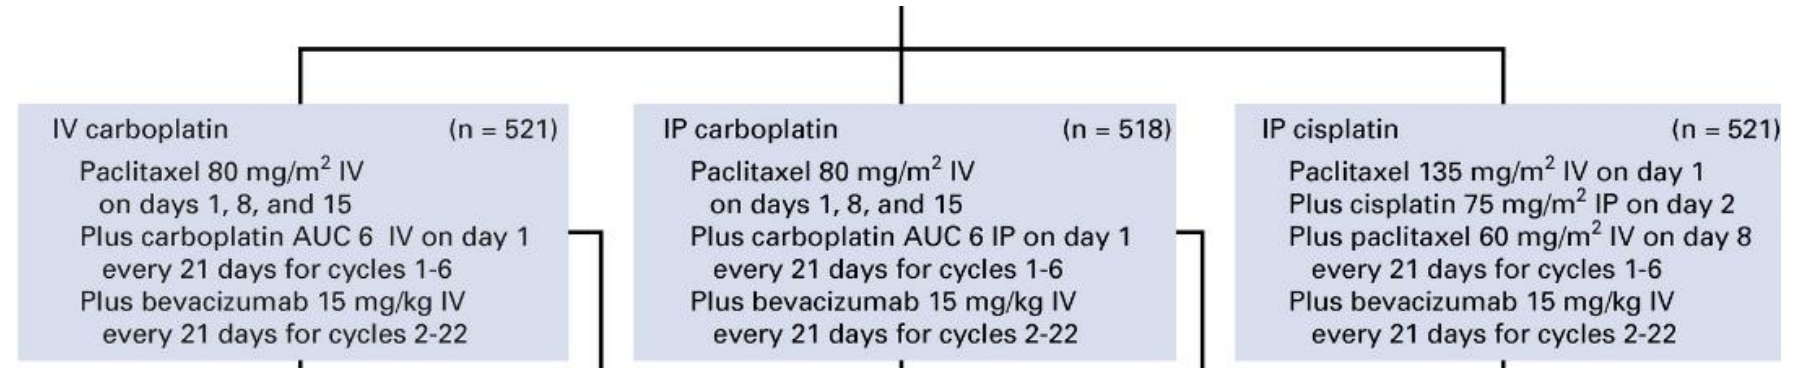 IV carboplatin (n = 521)
Paclitaxel 80 mg/m² IV
on days 1, 8, and 15
Plus carboplatin AUC 6 IV on day 1
every 21 days for cycles 1-6
Plus bevacizumab 15 mg/kg IV
every 21 days for cycles 2-22
IP carboplatin (n = 518)
Paclitaxel 80 mg/m² IV
on days 1, 8, and 15
Plus carboplatin AUC 6 IP on day 1
every 21 days for cycles 1-6
Plus bevacizumab 15 mg/kg IV
every 21 days for cycles 2-22
IP cisplatin (n = 521)
Paclitaxel 135 mg/m² IV on day 1
Plus cisplatin 75 mg/m² IP on day 2
Plus paclitaxel 60 mg/m² IV on day 8
every 21 days for cycles 1-6
Plus bevacizumab 15 mg/kg IV
every 21 days for cycles 2-22